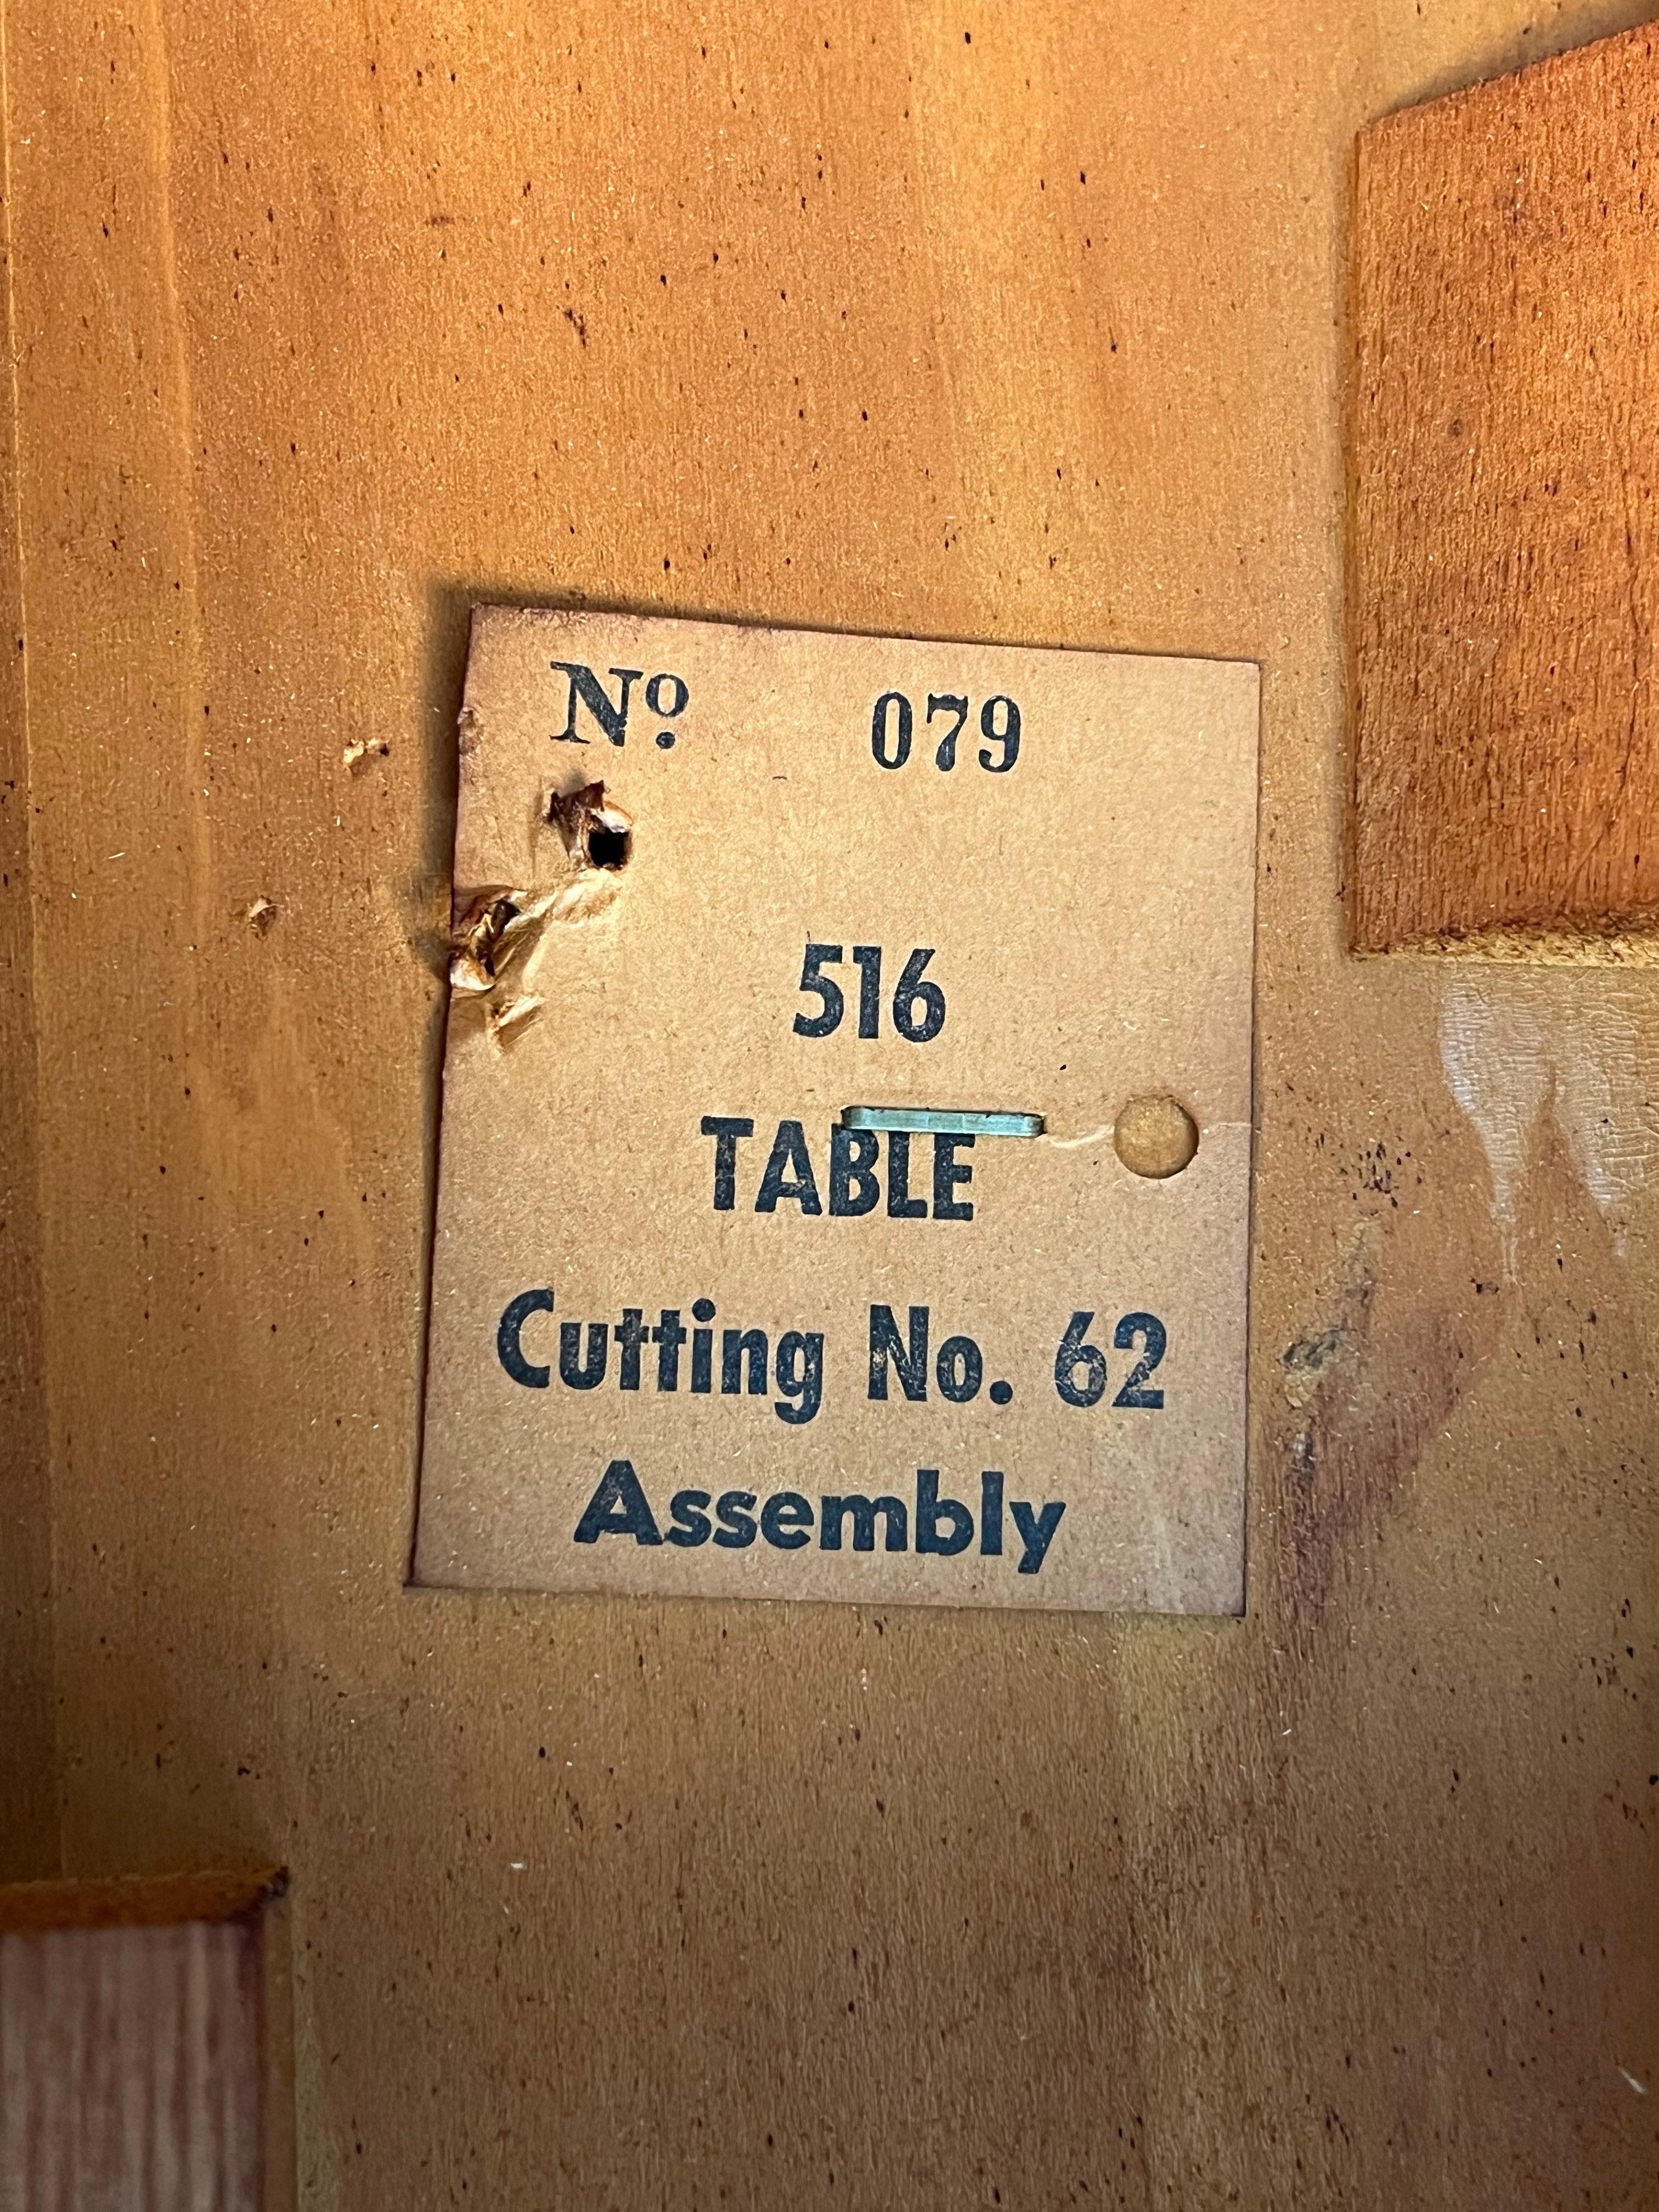 Nº 079
516
TABLE
Cutting No. 62
Assembly